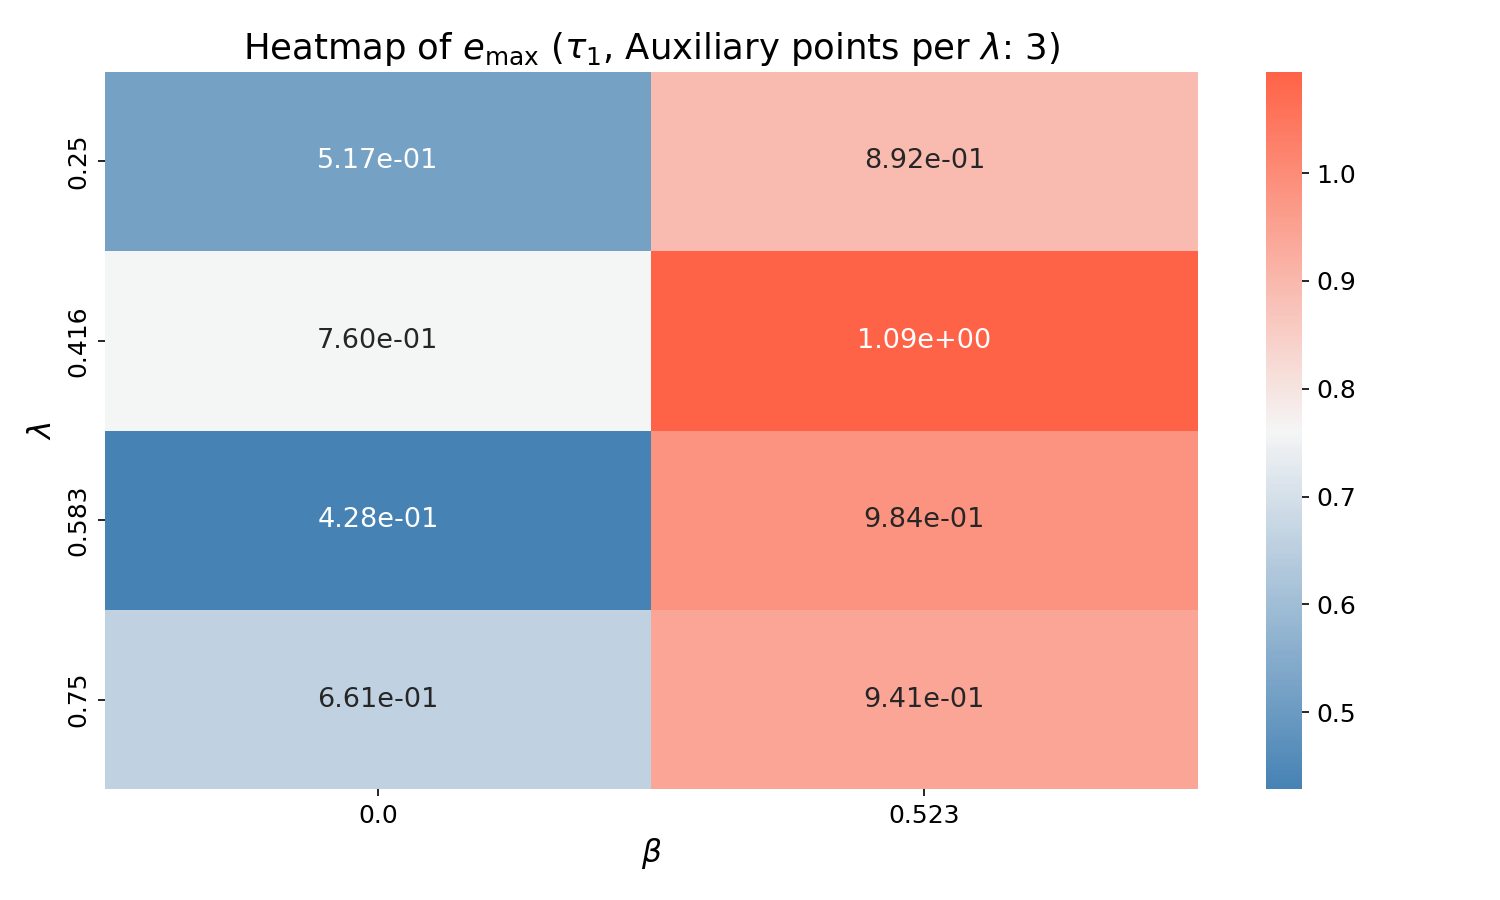 Heatmap of e_max (τ_1, Auxiliary points per λ: 3)
0.25
5.17e-01
8.92e-01
0.416
7.60e-01
1.09e+00
0.583
4.28e-01
9.84e-01
0.75
6.61e-01
9.41e-01
λ
0.0
0.523
β
1.0
0.9
0.8
0.7
0.6
0.5